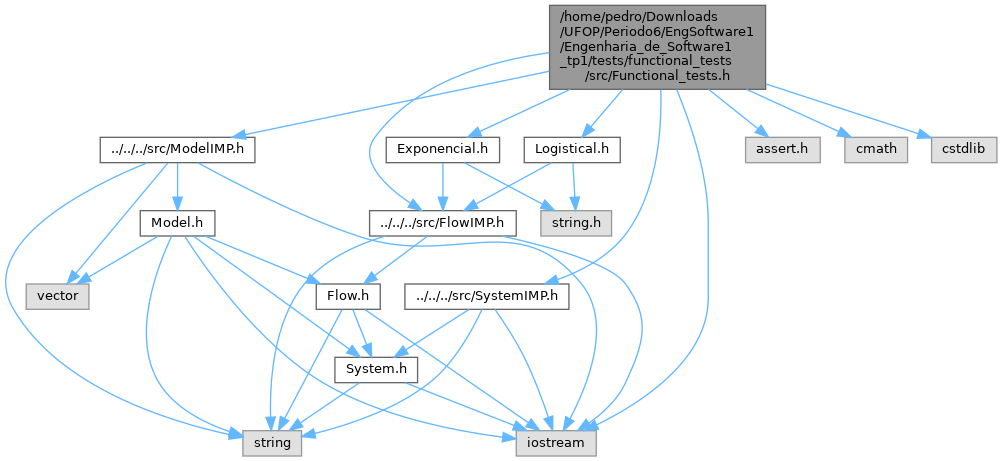 /home/pedro/Downloads
/UFOP/Periodo6/EngSoftware1
/Engenharia_de_Software1
_tp1/tests/functional_tests
/src/Functional_tests.h
../../../src/ModelIMP.h
Exponencial.h
Logistical.h
assert.h
cmath
cstdlib
Model.h
../../../src/FlowIMP.h
string.h
vector
Flow.h
../../../src/SystemIMP.h
System.h
string
iostream